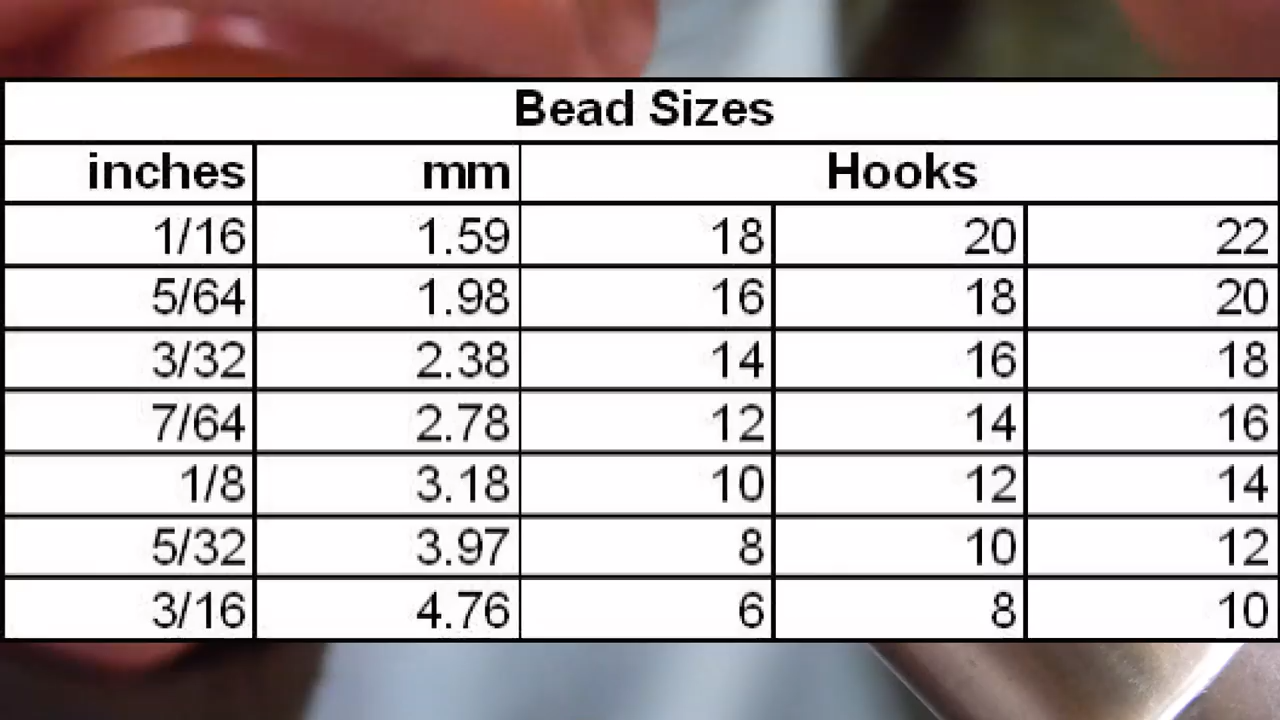 Bead Sizes
inches mm Hooks
1/16 1.59 18 20 22
5/64 1.98 16 18 20
3/32 2.38 14 16 18
7/64 2.78 12 14 16
1/8 3.18 10 12 14
5/32 3.97 8 10 12
3/16 4.76 6 8 10